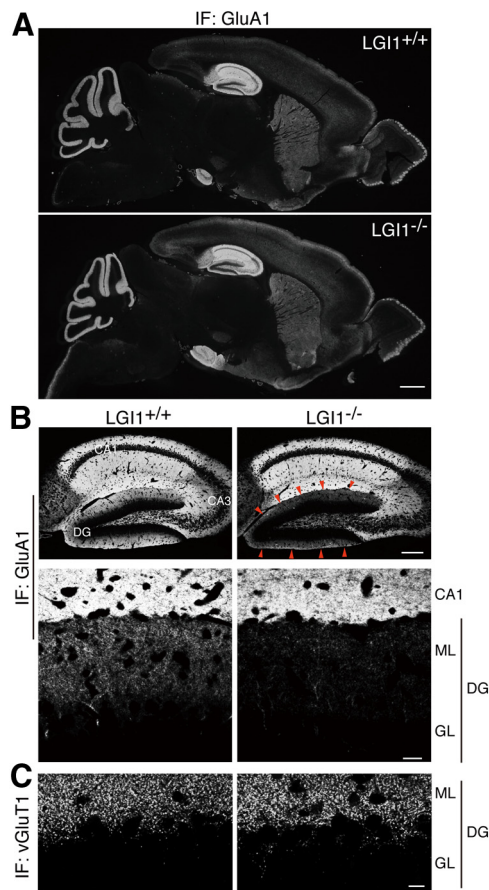 A
IF: GluA1
LGI1+/+
LGI1-/-
B
LGI1+/+
LGI1-/-
IF: GluA1
CA1
CA3
DG
CA1
ML
DG
GL
C
IF: vGluT1
ML
DG
GL